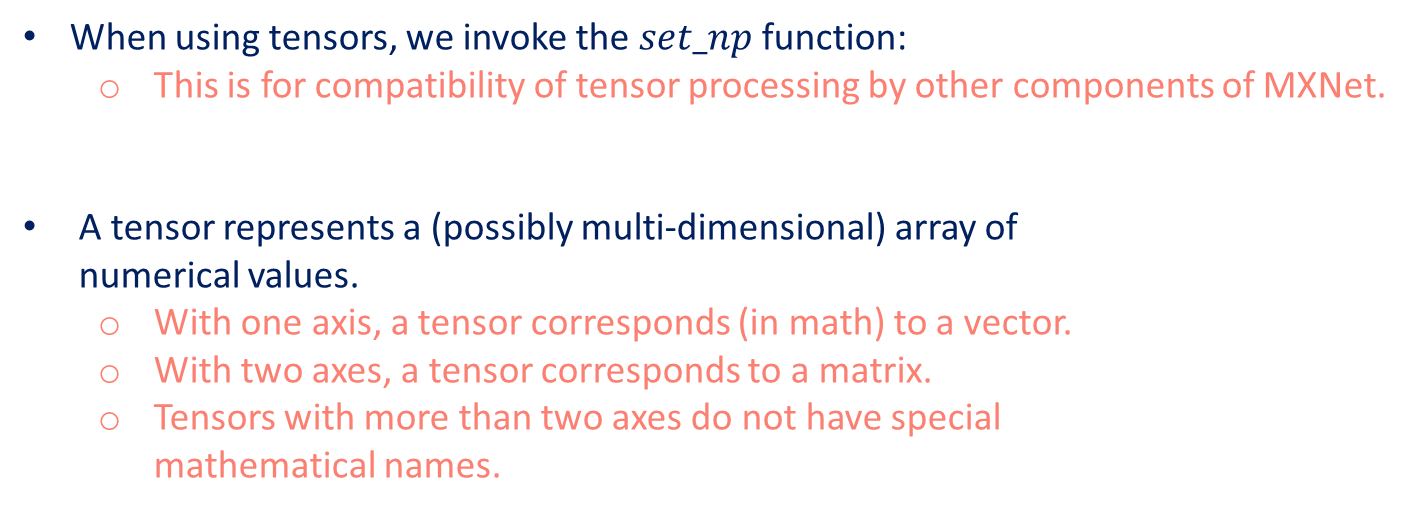 • When using tensors, we invoke the set_np function:
○ This is for compatibility of tensor processing by other components of MXNet.
• A tensor represents a (possibly multi-dimensional) array of
numerical values.
○ With one axis, a tensor corresponds (in math) to a vector.
○ With two axes, a tensor corresponds to a matrix.
○ Tensors with more than two axes do not have special
mathematical names.